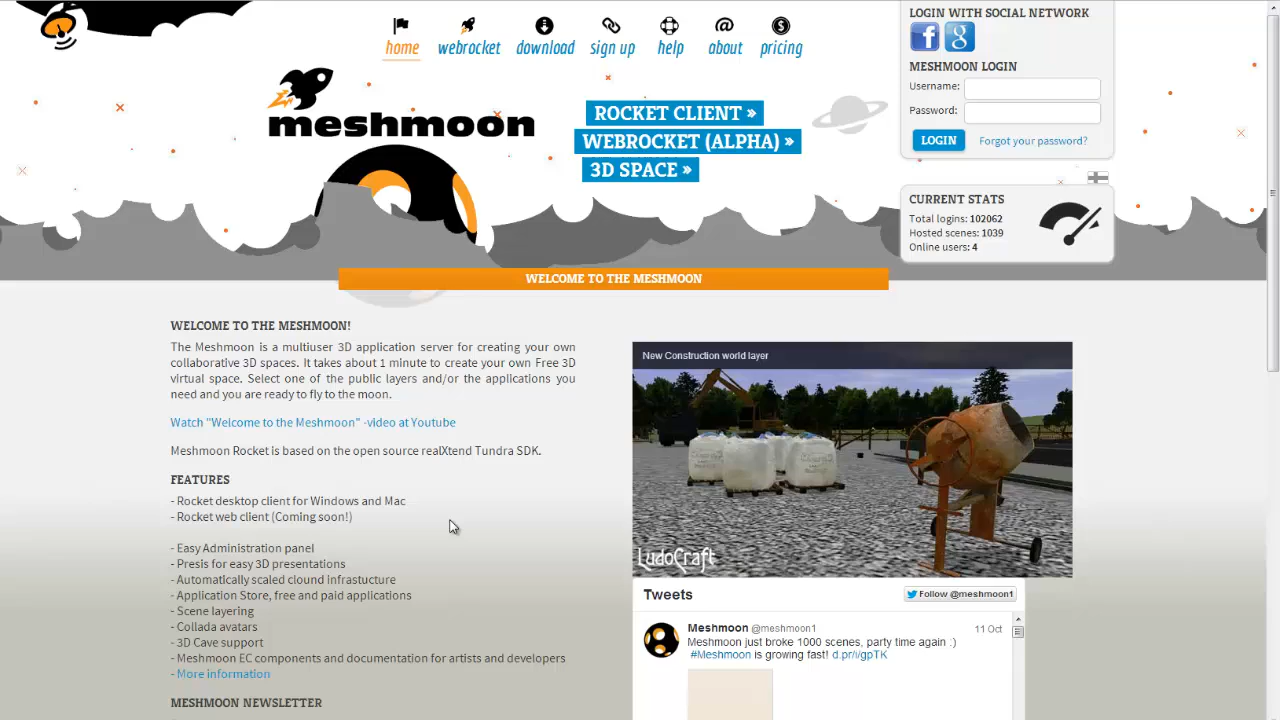 home
webrocket
download
sign up
help
about
pricing
LOGIN WITH SOCIAL NETWORK
MESHMOON LOGIN
Username:
Password:
LOGIN
Forgot your password?
meshmoon
ROCKET CLIENT »
WEBROCKET (ALPHA) »
3D SPACE »
CURRENT STATS
Total logins: 102062
Hosted scenes: 1039
Online users: 4
WELCOME TO THE MESHMOON
WELCOME TO THE MESHMOON!
The Meshmoon is a multiuser 3D application server for creating your own
collaborative 3D spaces. It takes about 1 minute to create your own Free 3D
virtual space. Select one of the public layers and/or the applications you
need and you are ready to fly to the moon.
Watch "Welcome to the Meshmoon" -video at Youtube
Meshmoon Rocket is based on the open source realXtend Tundra SDK.
FEATURES
- Rocket desktop client for Windows and Mac
- Rocket web client (Coming soon!)
- Easy Administration panel
- Presis for easy 3D presentations
- Automatically scaled clound Infrastucture
- Application Store, free and paid applications
- Scene layering
- Collada avatars
- 3D Cave support
- Meshmoon EC components and documentation for artists and developers
- More information
MESHMOON NEWSLETTER
New Construction world layer
LudoCraft
Tweets
Follow @meshmoon1
Meshmoon @meshmoon1
11 Oct
Meshmoon just broke 1000 scenes, party time again :)
#Meshmoon is growing fast! d.pr/i/gpTK